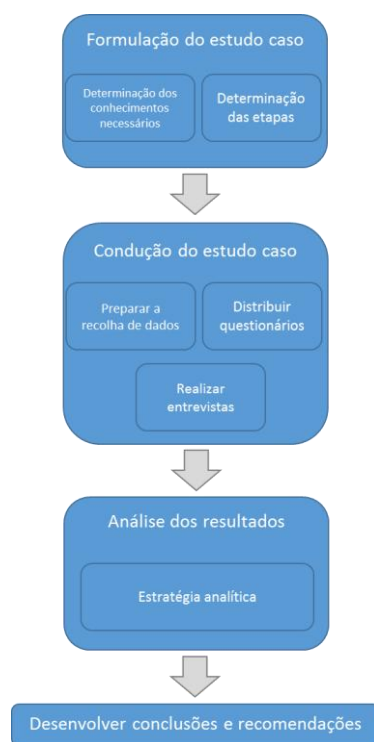 Formulação do estudo caso
Determinação dos
conhecimentos
necessários
Determinação
das etapas
Condução do estudo caso
Preparar a
recolha de dados
Distribuir
questionários
Realizar
entrevistas
Análise dos resultados
Estratégia analítica
Desenvolver conclusões e recomendações